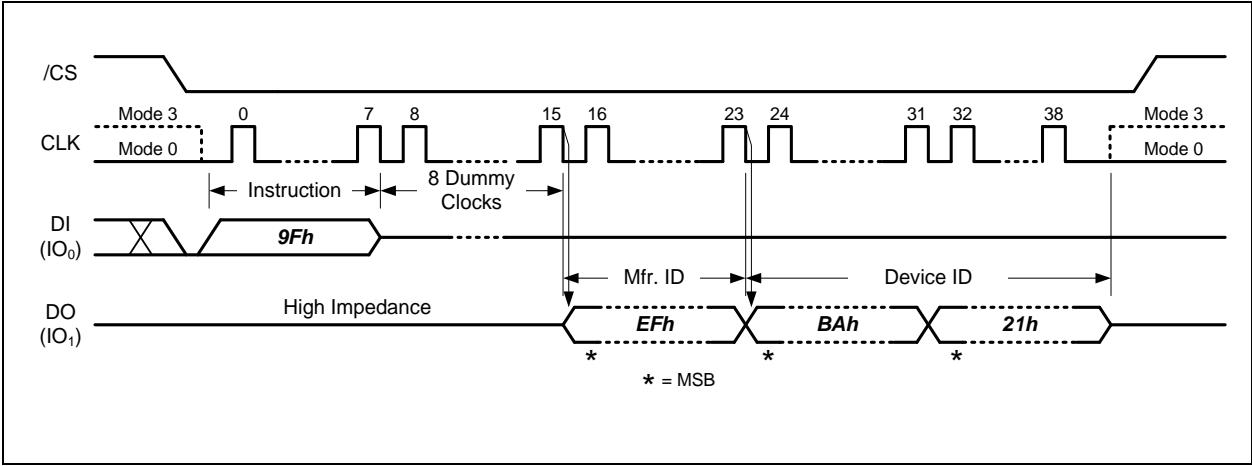 /CS
Mode 3
0
7
8
15
16
23
24
31
32
38
Mode 3
CLK
Mode 0
Mode 0
Instruction
8 Dummy
Clocks
DI
(IO₀)
9Fh
Mfr. ID
Device ID
DO
(IO₁)
High Impedance
EFh
BAh
21h
*
*
*
* = MSB